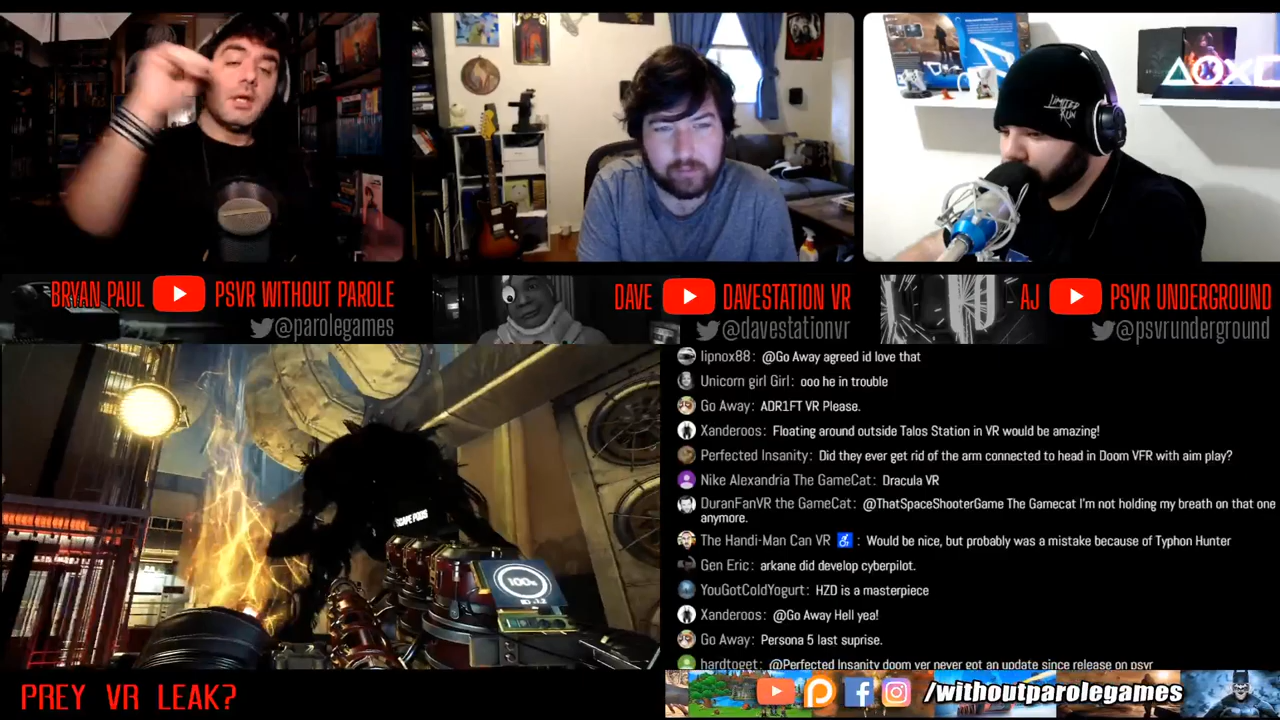 LIMITED
RUN
BRYAN PAUL PSVR WITHOUT PAROLE
@parolegames
DAVE DAVESTATION VR
@davestationvr
AJ PSVR UNDERGROUND
@psvrunderground
lipnox88: @Go Away agreed id love that
Unicorn girl Girl: ooo he in trouble
Go Away: ADR1FT VR Please.
Xanderoos: Floating around outside Talos Station in VR would be amazing!
Perfected Insanity: Did they ever get rid of the arm connected to head in Doom VFR with aim play?
Nike Alexandria The GameCat: Dracula VR
DuranFanVR the GameCat: @ThatSpaceShooterGame The Gamecat I'm not holding my breath on that one
anymore.
The Handi-Man Can VR ♿: Would be nice, but probably was a mistake because of Typhon Hunter
Gen Eric: arkane did develop cyberpilot.
YouGotColdYogurt: HZD is a masterpiece
Xanderoos: @Go Away Hell yea!
Go Away: Persona 5 last suprise.
hardtoget: @Perfected Insanity doom ver never got an update since release on psvr
ESCAPE PODS
100%
PREY VR LEAK?
/withoutparolegames